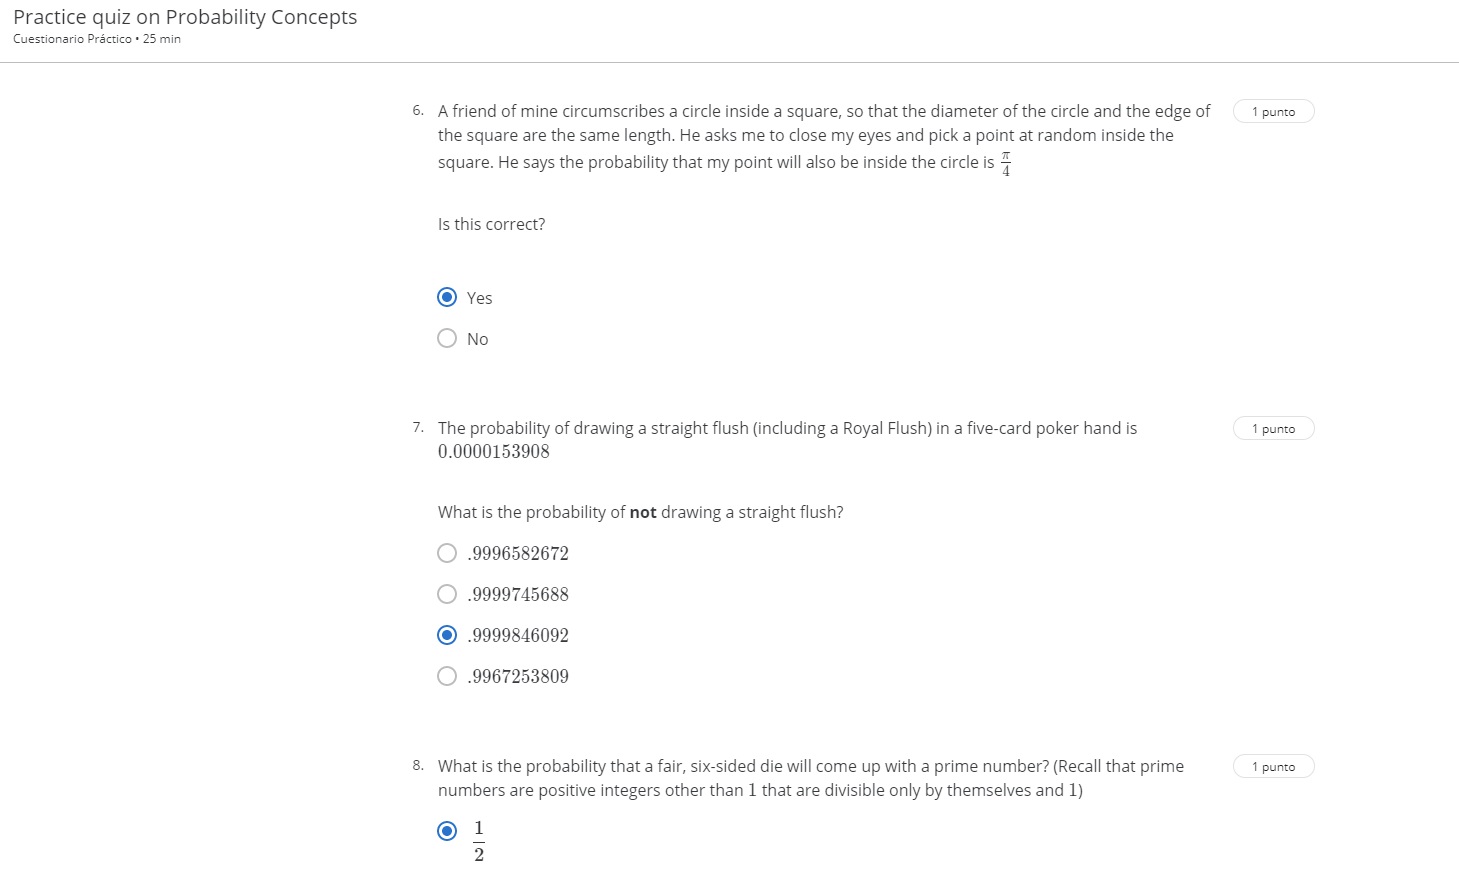 Practice quiz on Probability Concepts
Cuestionario Práctico • 25 min
6. A friend of mine circumscribes a circle inside a square, so that the diameter of the circle and the edge of
the square are the same length. He asks me to close my eyes and pick a point at random inside the
square. He says the probability that my point will also be inside the circle is π/4
1 punto
Is this correct?
Yes
No
7. The probability of drawing a straight flush (including a Royal Flush) in a five-card poker hand is
0.0000153908
1 punto
What is the probability of not drawing a straight flush?
.9996582672
.9999745688
.9999846092
.9967253809
8. What is the probability that a fair, six-sided die will come up with a prime number? (Recall that prime
numbers are positive integers other than 1 that are divisible only by themselves and 1)
1 punto
1/2